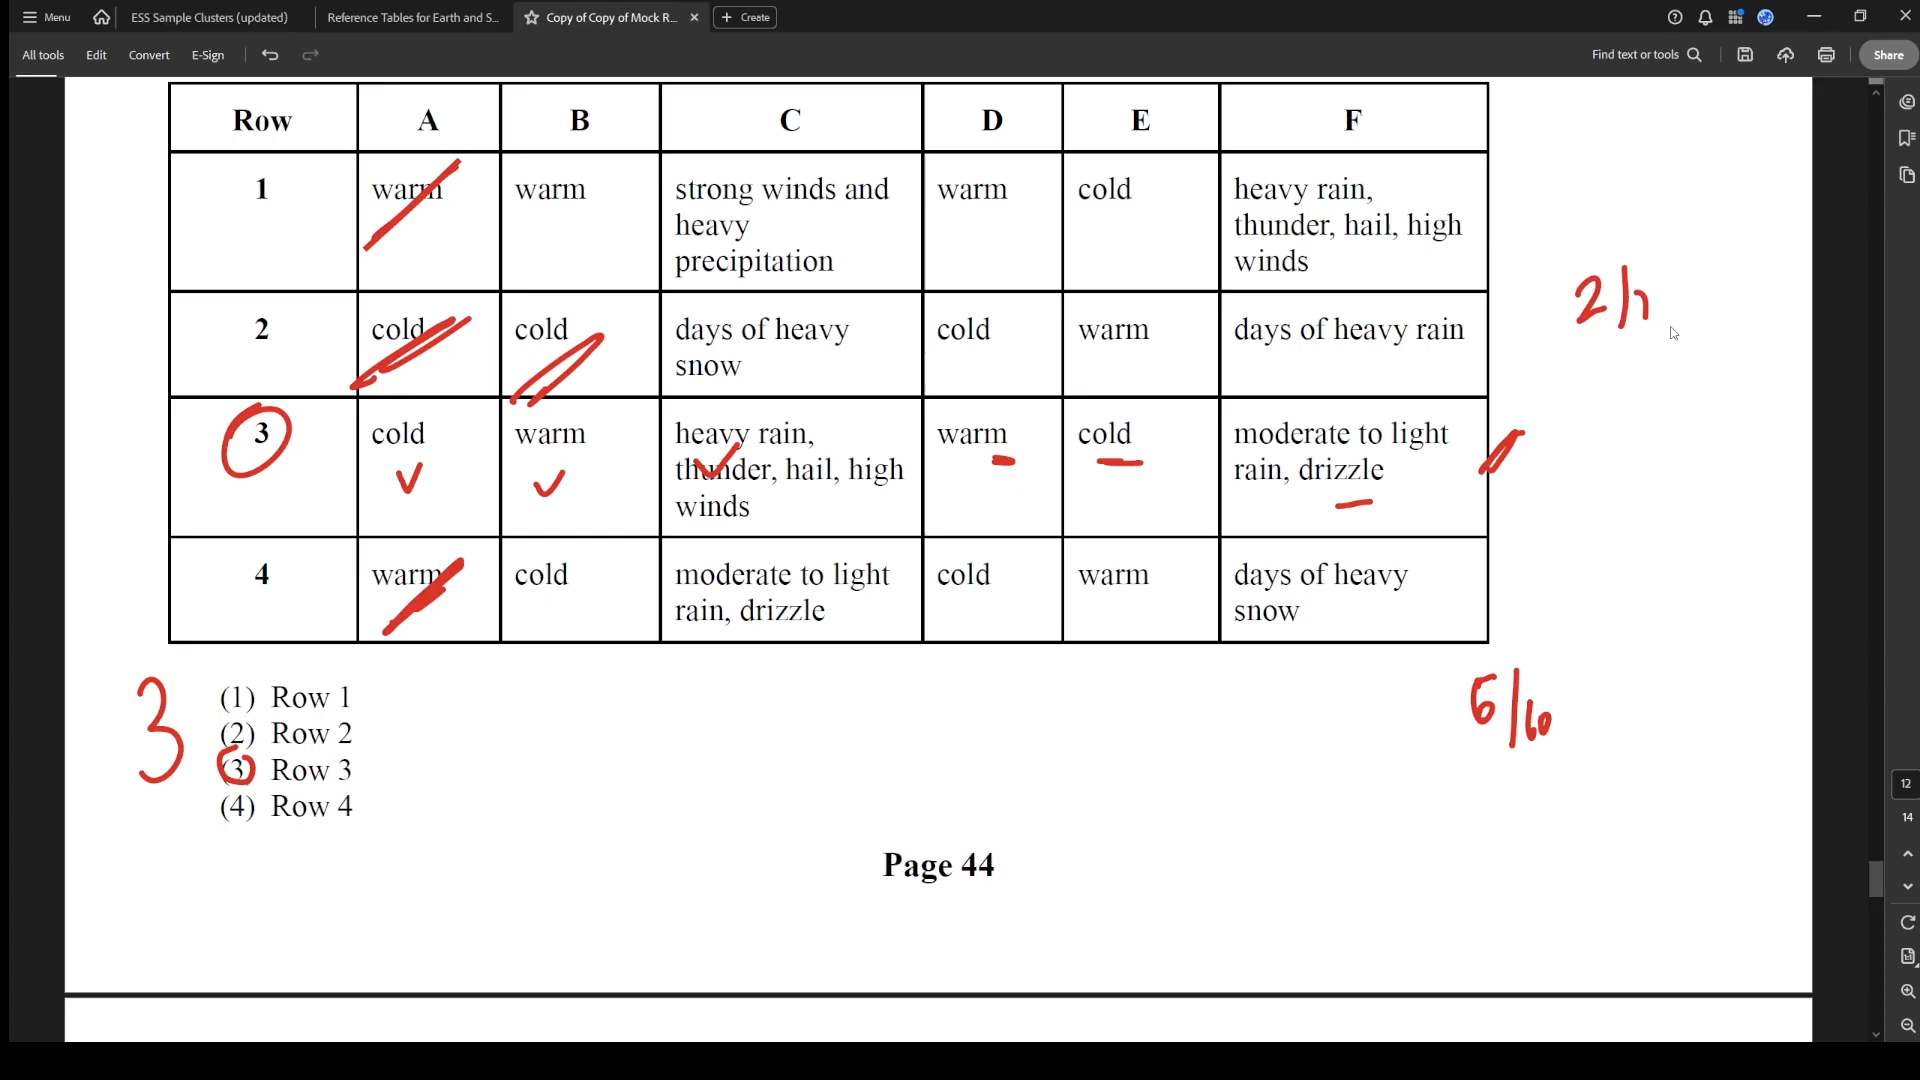 Menu ESS Sample Clusters (updated) Reference Tables for Earth and S... Copy of Copy of Mock R... Create
All tools Edit Convert E-Sign Find text or tools Share
Row A B C D E F
1 warm warm strong winds and heavy precipitation warm cold heavy rain, thunder, hail, high winds
2/
2 cold cold days of heavy snow cold warm days of heavy rain
3 cold warm heavy rain, thunder, hail, high winds warm cold moderate to light rain, drizzle
4 warm cold moderate to light rain, drizzle cold warm days of heavy snow
3
(1) Row 1
(2) Row 2
(3) Row 3
(4) Row 4
Page 44
12
14